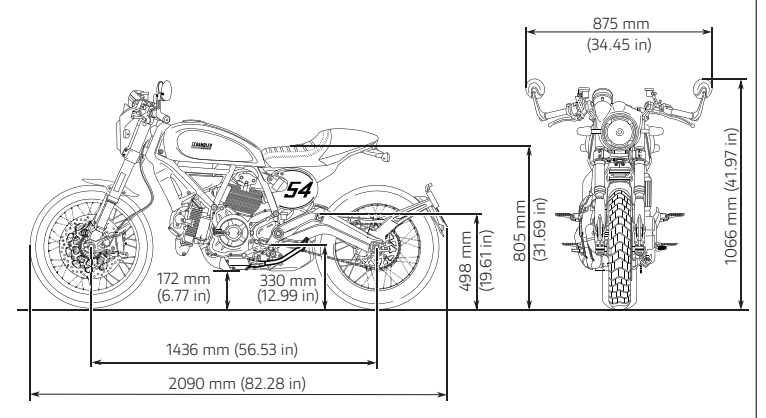 875 mm
(34.45 in)
SCRAMBLER
54
172 mm
(6.77 in)
330 mm
(12.99 in)
498 mm
(19.61 in)
805 mm
(31.69 in)
1066 mm (41.97 in)
1436 mm (56.53 in)
2090 mm (82.28 in)